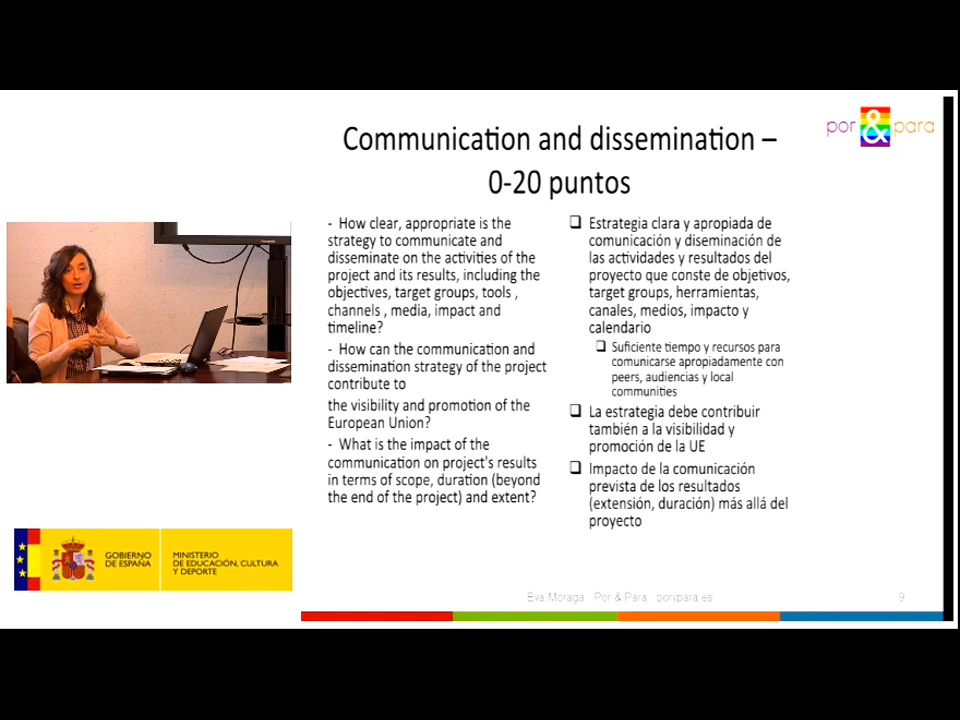 por & para
Communication and dissemination –
0-20 puntos
- How clear, appropriate is the
strategy to communicate and
disseminate on the activities of the
project and its results, including the
objectives, target groups, tools ,
channels , media, impact and
timeline?
- How can the communication and
dissemination strategy of the project
contribute to
the visibility and promotion of the
European Union?
- What is the impact of the
communication on project's results
in terms of scope, duration (beyond
the end of the project) and extent?
❑ Estrategia clara y apropiada de
comunicación y diseminación de
las actividades y resultados del
proyecto que conste de objetivos,
target groups, herramientas,
canales, medios, impacto y
calendario
❑ Suficiente tiempo y recursos para
comunicarse apropiadamente con
peers, audiencias y local
communities
❑ La estrategia debe contribuir
también a la visibilidad y
promoción de la UE
❑ Impacto de la comunicación
prevista de los resultados
(extensión, duración) más allá del
proyecto
GOBIERNO
DE ESPAÑA
MINISTERIO
DE EDUCACIÓN, CULTURA
Y DEPORTE
Eva Moraga Por & Para porypara.es
9